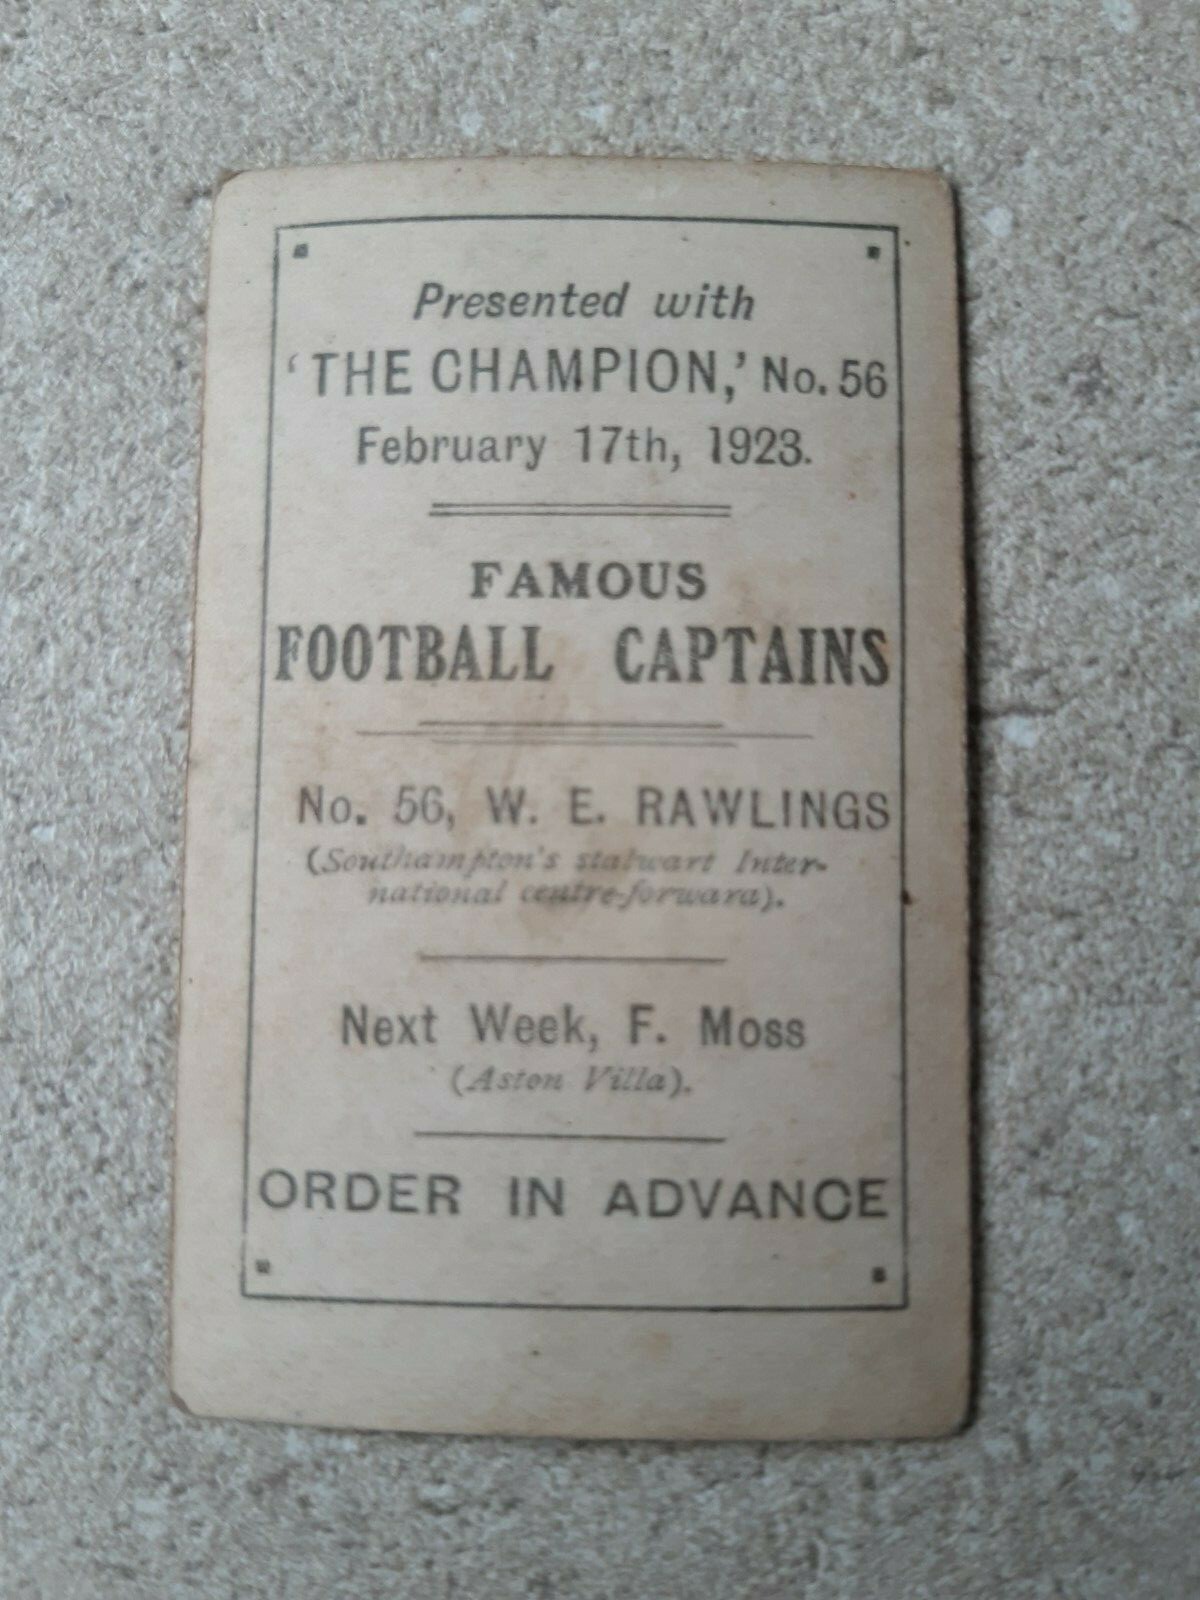 Presented with
'THE CHAMPION,' No. 56
February 17th, 1923.
FAMOUS
FOOTBALL CAPTAINS
No. 56, W. E. RAWLINGS
(Southampton's stalwart Inter-
national centre-forward).
Next Week, F. Moss
(Aston Villa).
ORDER IN ADVANCE